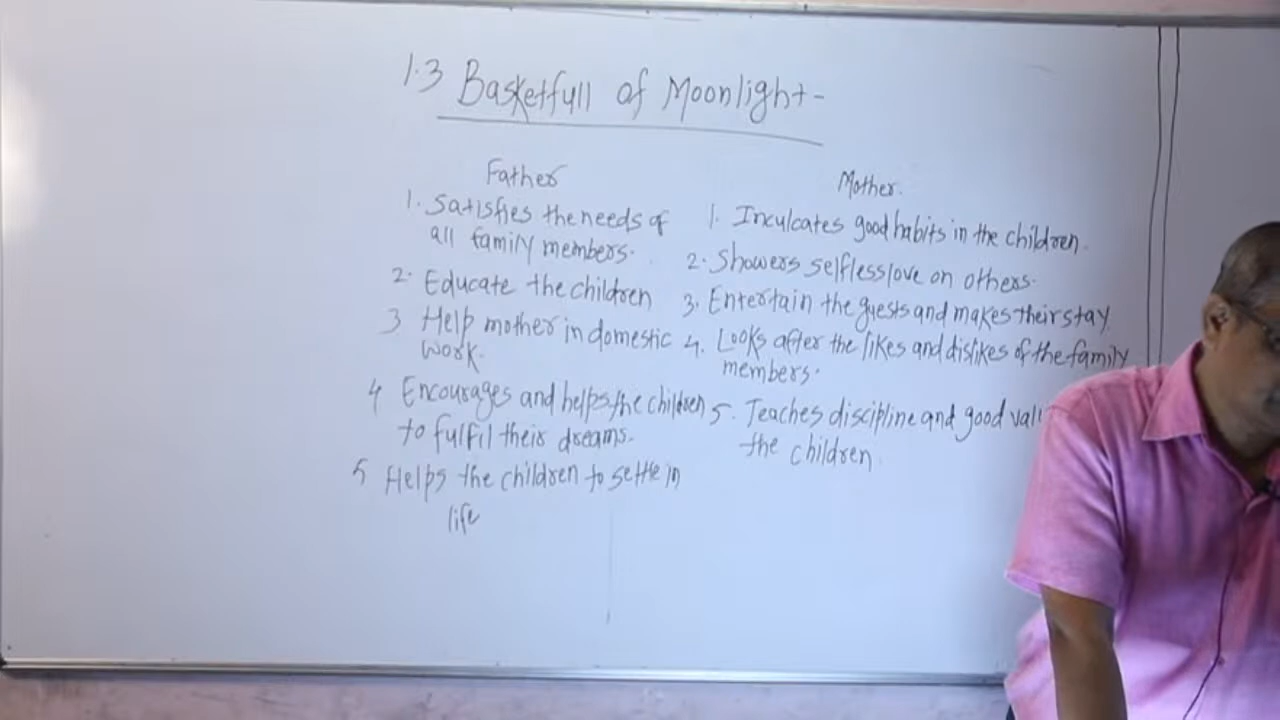 1.3 Basketfull of Moonlight-
Father
1. Satisfies the needs of
all family members.
2. Educate the children
3 Help mother in domestic
work.
4 Encourages and helps the children
to fulfil their dreams.
5 Helps the children to settle in
life
Mother.
1. Inculcates good habits in the children.
2. Showers selfless love on others.
3. Entertain the guests and makes their stay
4. Looks after the likes and dislikes of the family
members.
5. Teaches discipline and good
the children